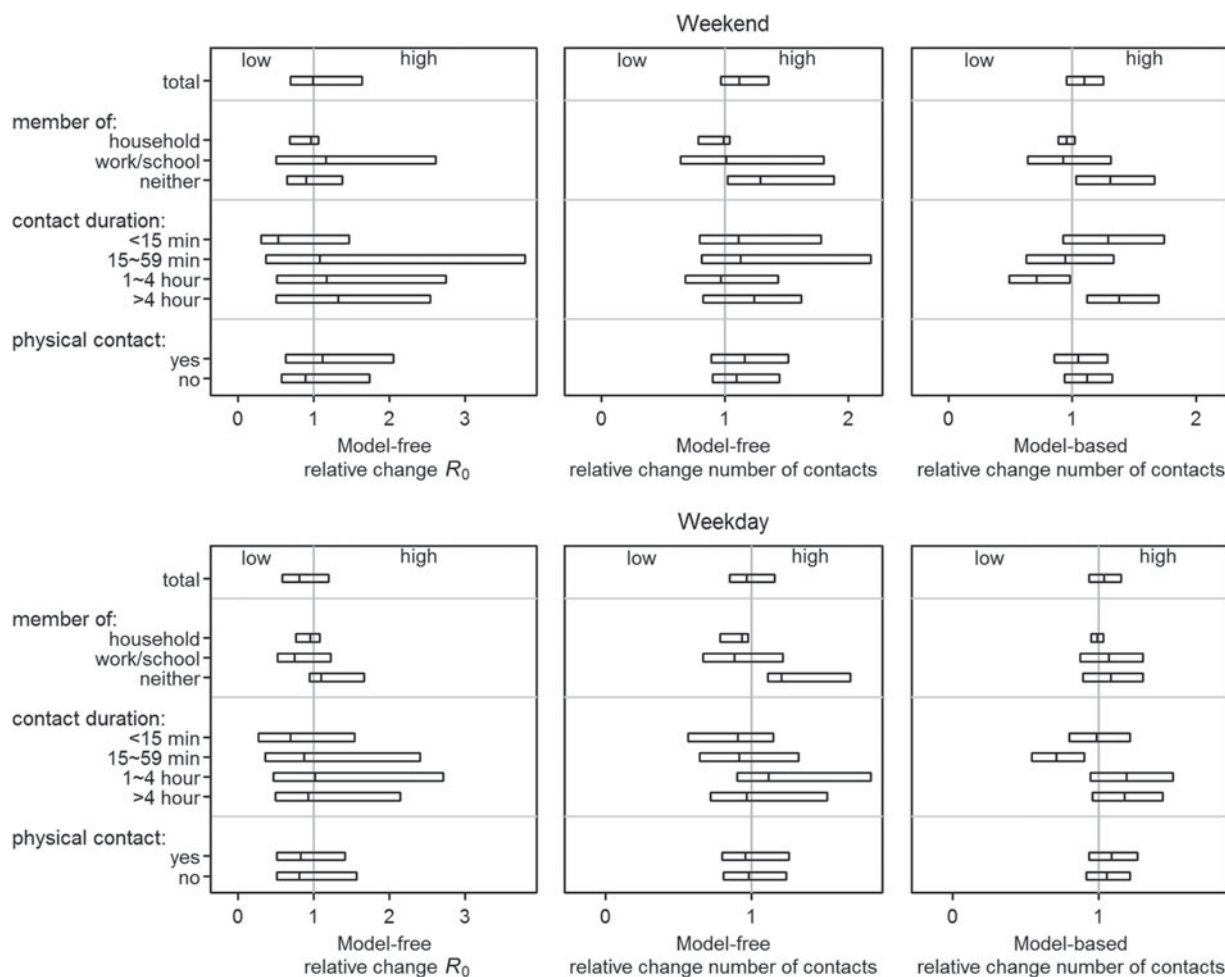 Weekend
low high low high low high
total
member of:
household
work/school
neither
contact duration:
<15 min
15~59 min
1~4 hour
>4 hour
physical contact:
yes
no
0 1 2 3 0 1 2 0 1 2
Model-free Model-free Model-based
relative change R₀ relative change number of contacts relative change number of contacts
Weekday
low high low high low high
total
member of:
household
work/school
neither
contact duration:
<15 min
15~59 min
1~4 hour
>4 hour
physical contact:
yes
no
0 1 2 3 0 1 0 1
Model-free Model-free Model-based
relative change R₀ relative change number of contacts relative change number of contacts